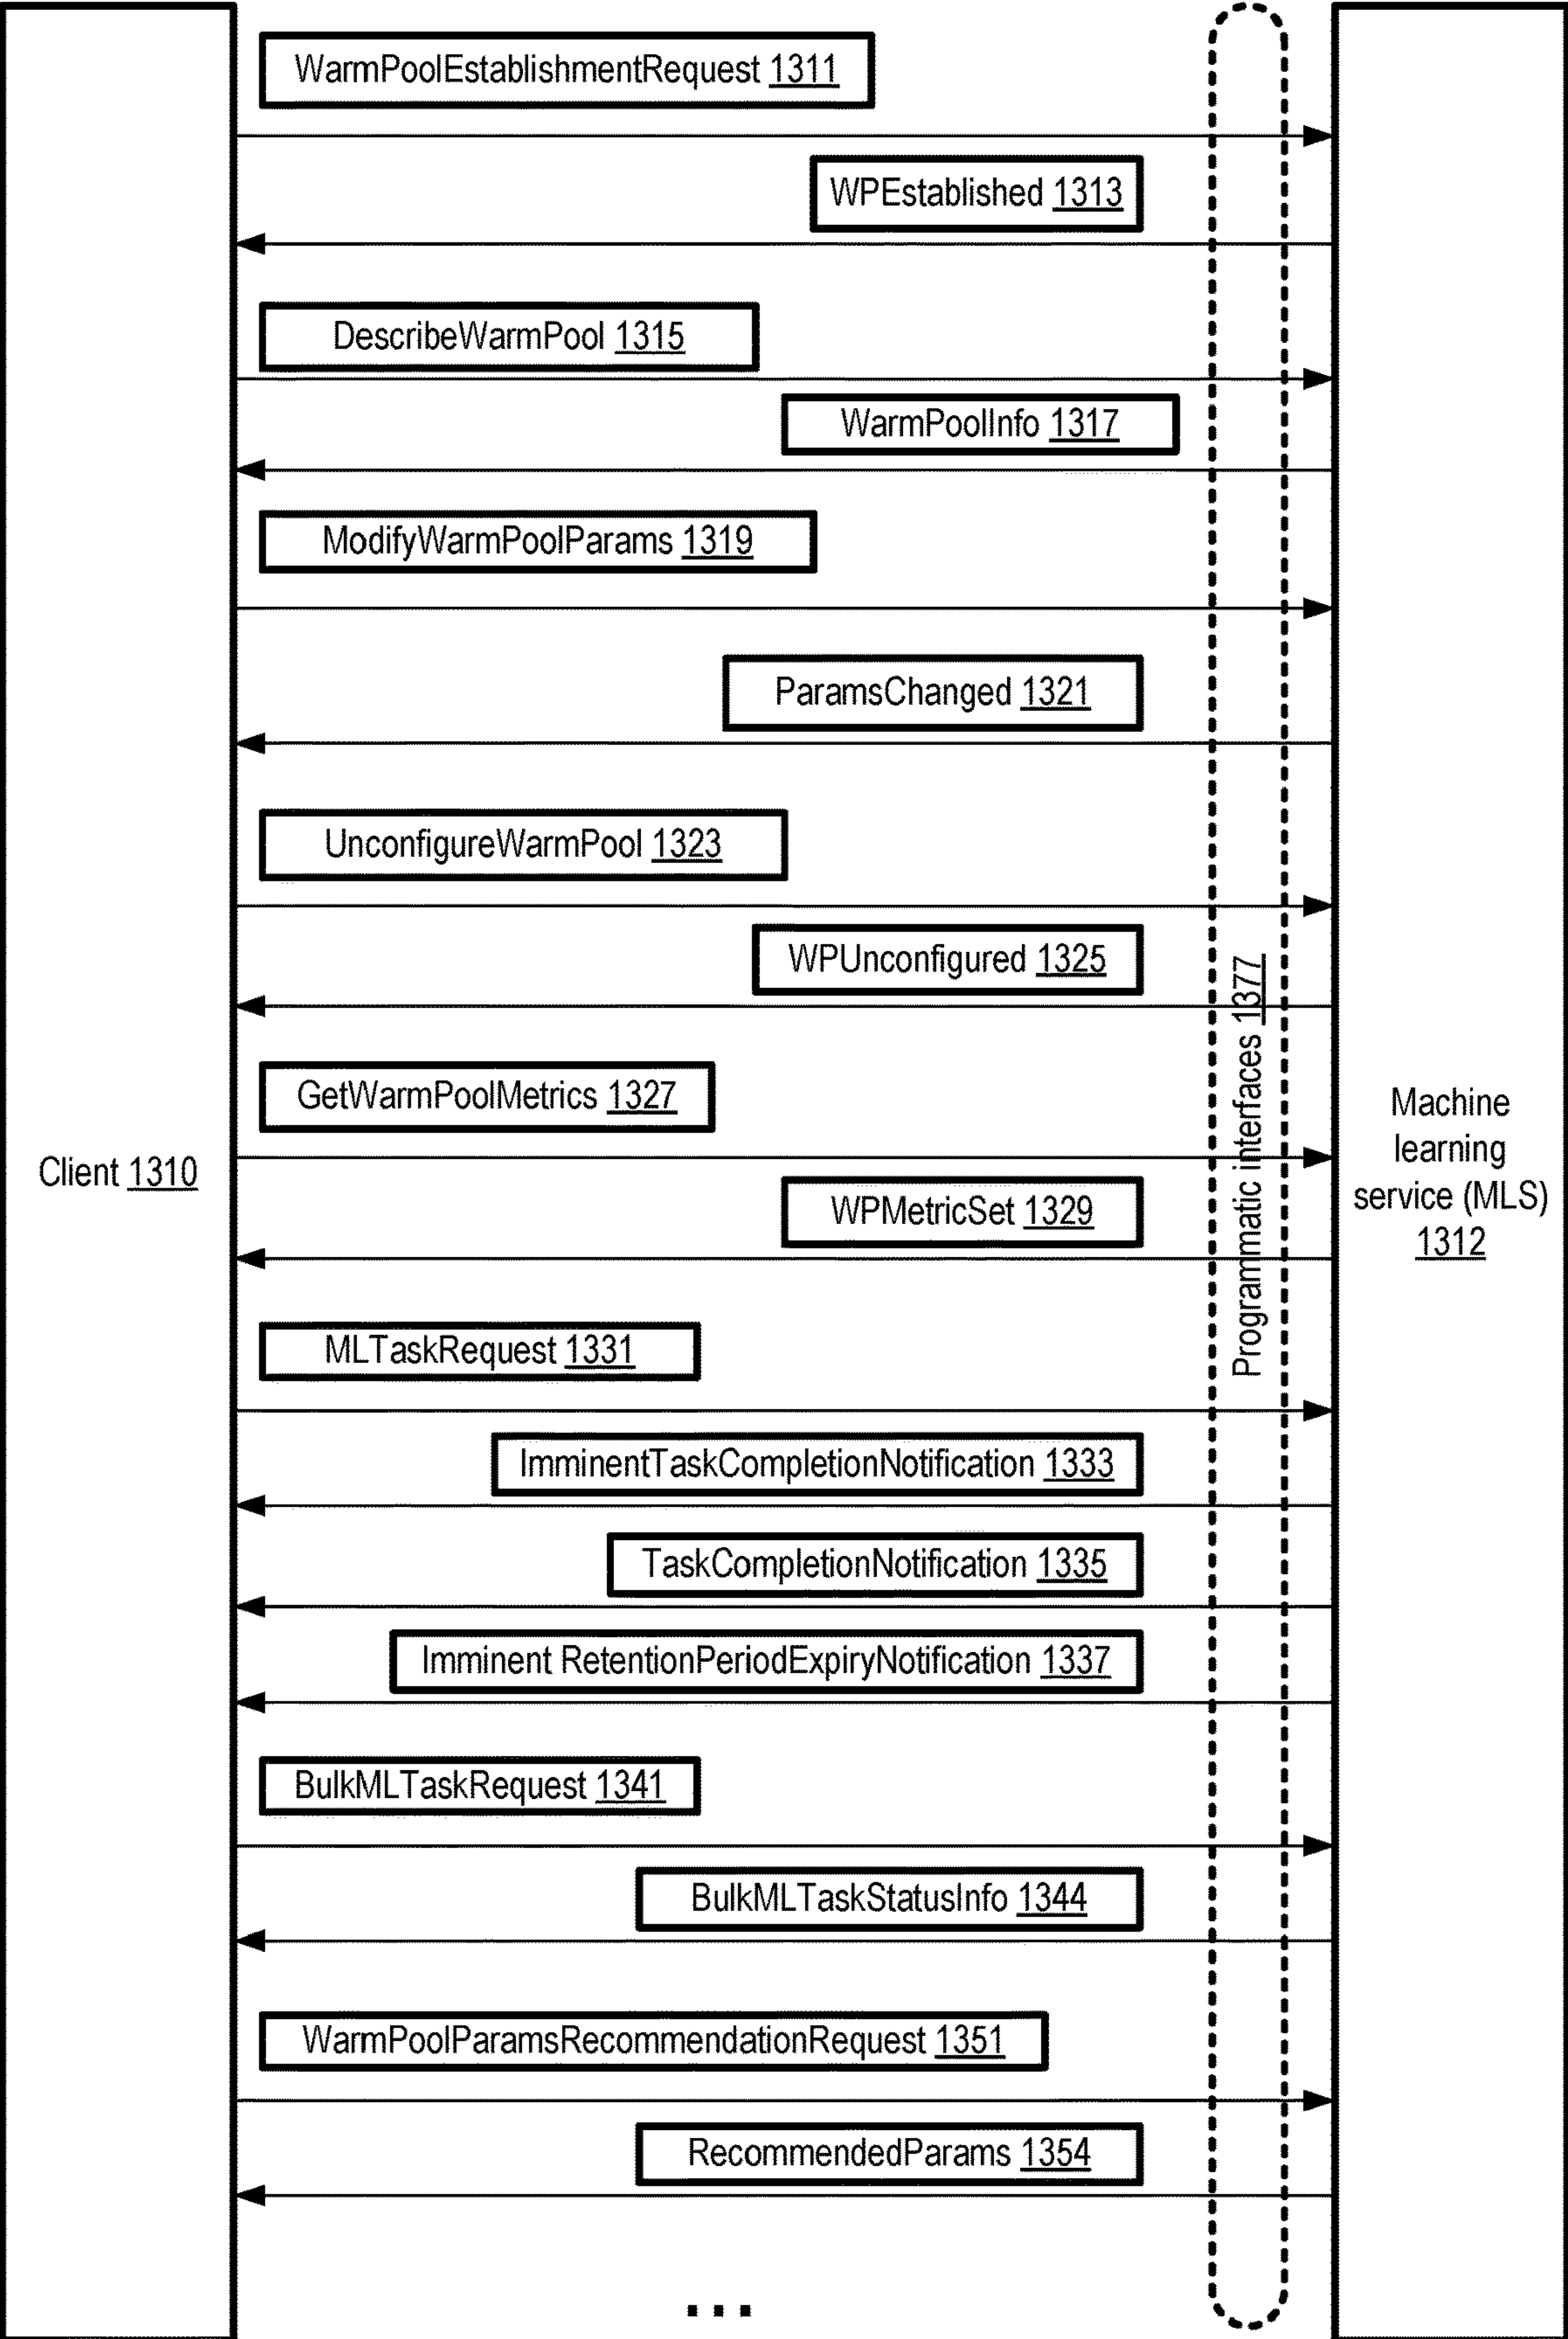 WarmPoolEstablishmentRequest 1311
WPEstablished 1313
DescribeWarmPool 1315
WarmPoolInfo 1317
ModifyWarmPoolParams 1319
ParamsChanged 1321
UnconfigureWarmPool 1323
WPUnconfigured 1325
GetWarmPoolMetrics 1327
Client 1310
WPMetricSet 1329
Programmatic interfaces 1377
Machine
learning
service (MLS)
1312
MLTaskRequest 1331
ImminentTaskCompletionNotification 1333
TaskCompletionNotification 1335
Imminent RetentionPeriodExpiryNotification 1337
BulkMLTaskRequest 1341
BulkMLTaskStatusInfo 1344
WarmPoolParamsRecommendationRequest 1351
RecommendedParams 1354
...